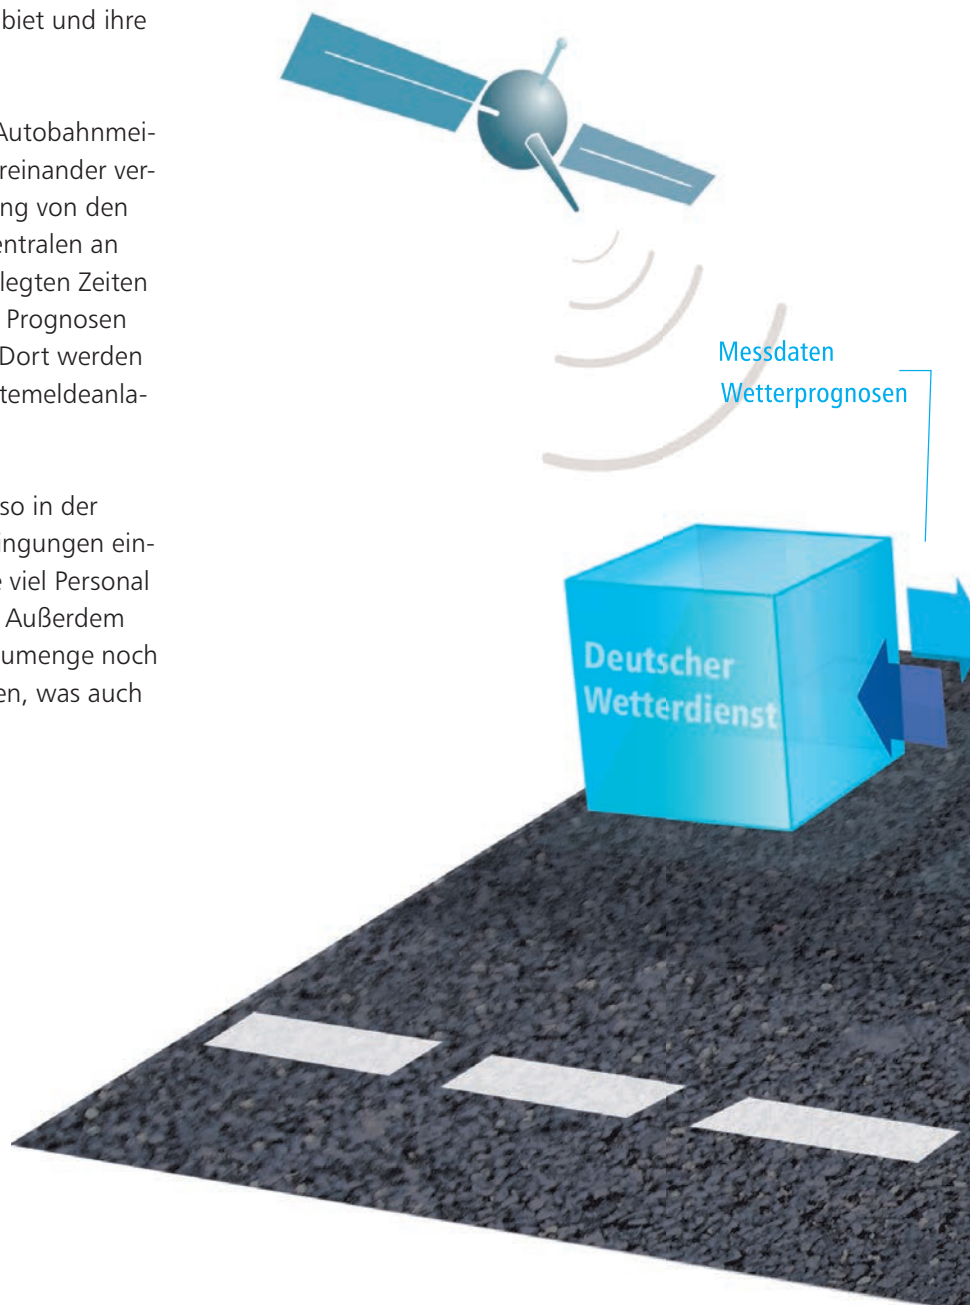 biet und ihre
Autobahnmei-
reinander ver-
ng von den
entralen an
legten Zeiten
Prognosen
Dort werden
temeldeanla-
so in der
ingungen ein-
e viel Personal
Außerdem
umenge noch
en, was auch
Messdaten
Wetterprognosen
Deutscher
Wetterdienst